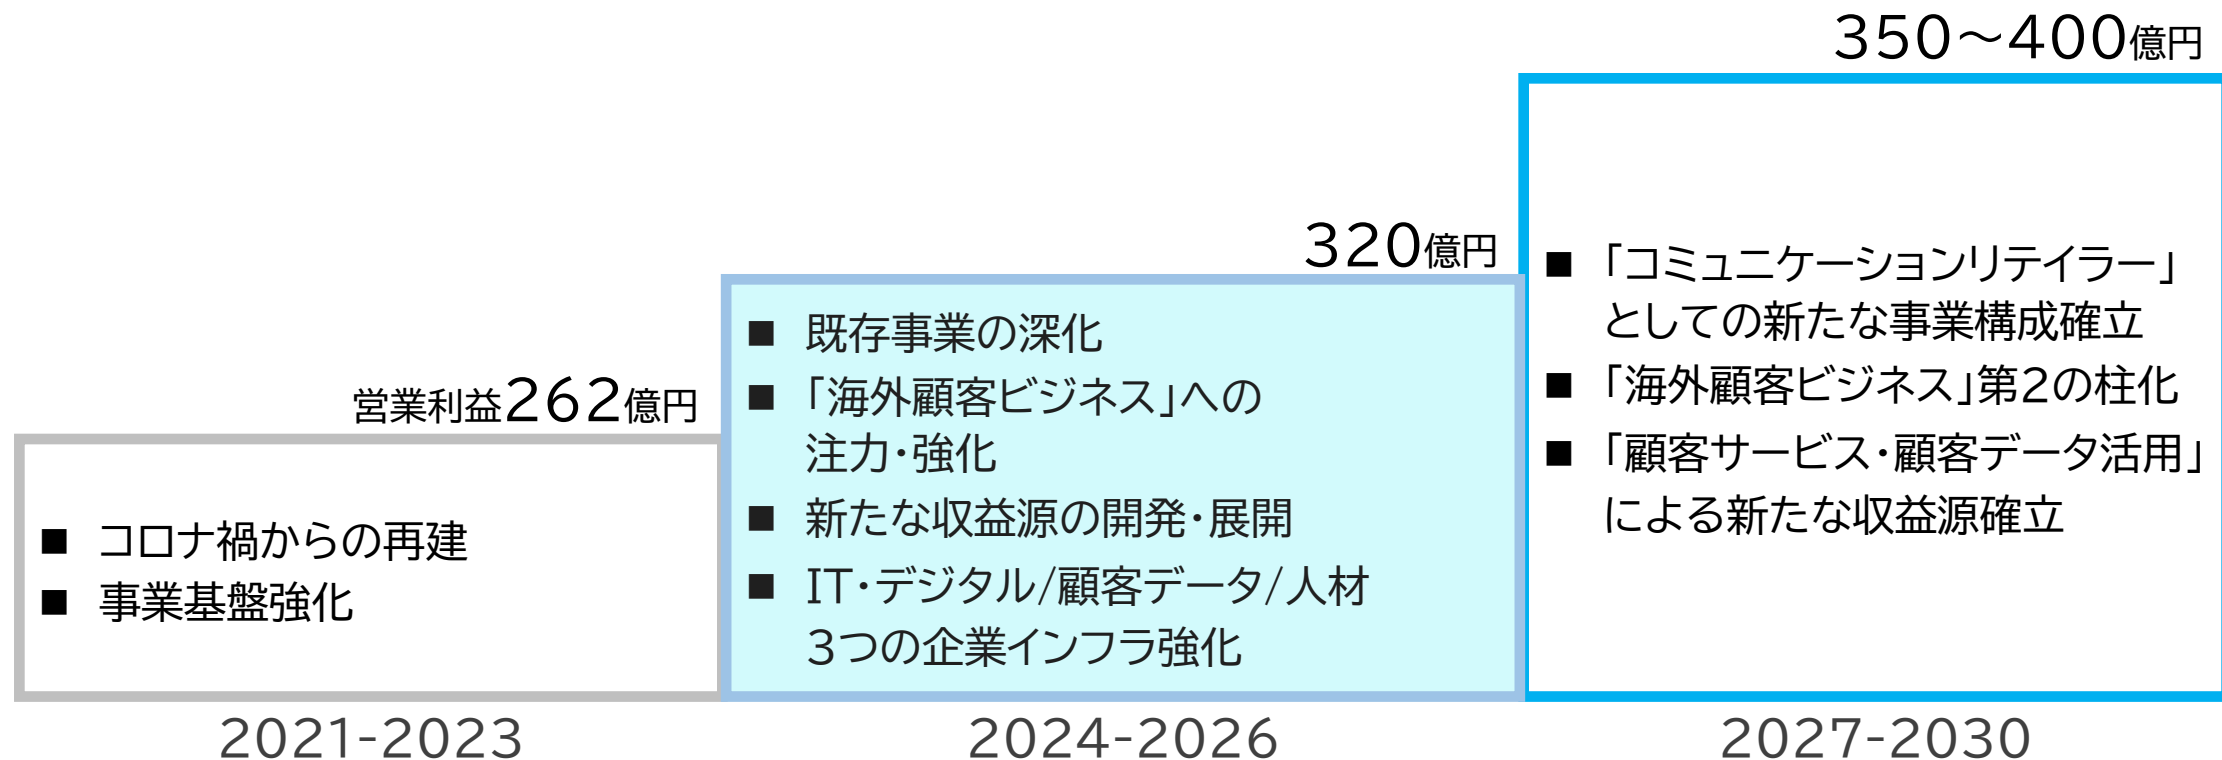 営業利益262億円
■ コロナ禍からの再建
■ 事業基盤強化
2021-2023
320億円
■ 既存事業の深化
■ 「海外顧客ビジネス」への
注力・強化
■ 新たな収益源の開発・展開
■ IT・デジタル/顧客データ/人材
3つの企業インフラ強化
2024-2026
350～400億円
■ 「コミュニケーションリテイラー」
としての新たな事業構成確立
■ 「海外顧客ビジネス」第2の柱化
■ 「顧客サービス・顧客データ活用」
による新たな収益源確立
2027-2030